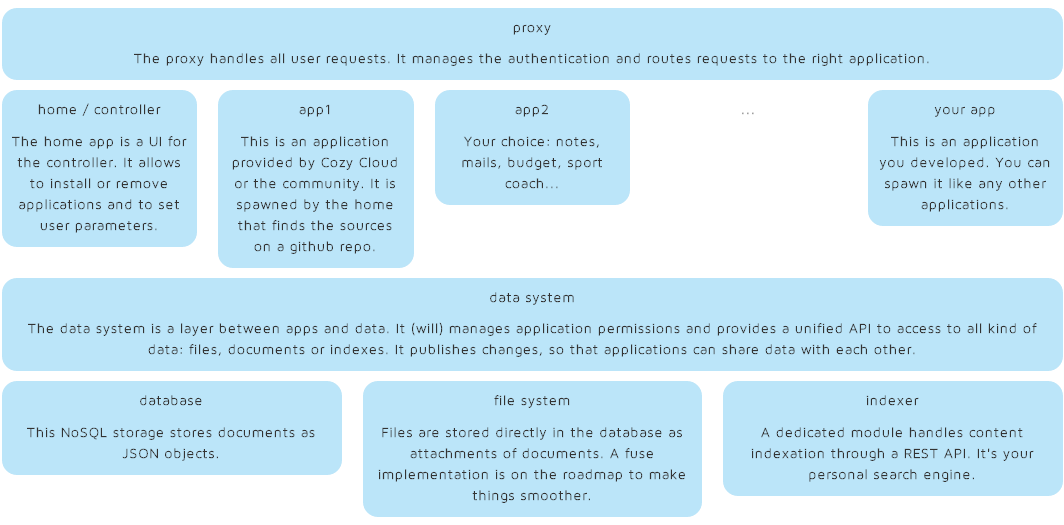 proxy
The proxy handles all user requests. It manages the authentication and routes requests to the right application.
home / controller
The home app is a UI for
the controller. It allows
to install or remove
applications and to set
user parameters.
app1
This is an application
provided by Cozy Cloud
or the community. It is
spawned by the home
that finds the sources
on a github repo.
app2
Your choice: notes,
mails, budget, sport
coach...
...
your app
This is an application
you developed. You can
spawn it like any other
applications.
data system
The data system is a layer between apps and data. It (will) manages application permissions and provides a unified API to access to all kind of
data: files, documents or indexes. It publishes changes, so that applications can share data with each other.
database
This NoSQL storage stores documents as
JSON objects.
file system
Files are stored directly in the database as
attachments of documents. A fuse
implementation is on the roadmap to make
things smoother.
indexer
A dedicated module handles content
indexation through a REST API. It's your
personal search engine.